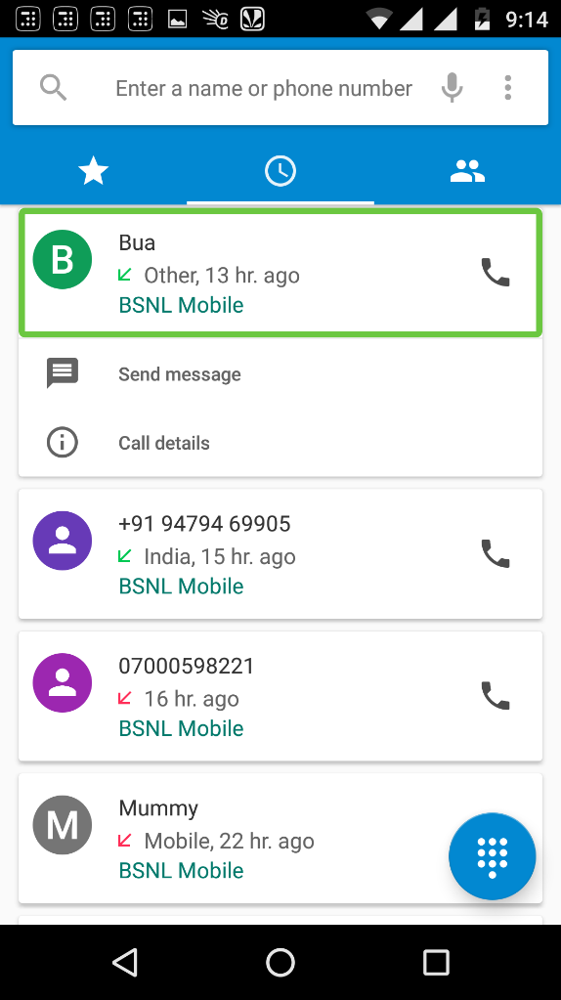 9:14
Enter a name or phone number
B
Bua
Other, 13 hr. ago
BSNL Mobile
Send message
Call details
+91 94794 69905
India, 15 hr. ago
BSNL Mobile
07000598221
16 hr. ago
BSNL Mobile
M
Mummy
Mobile, 22 hr. ago
BSNL Mobile